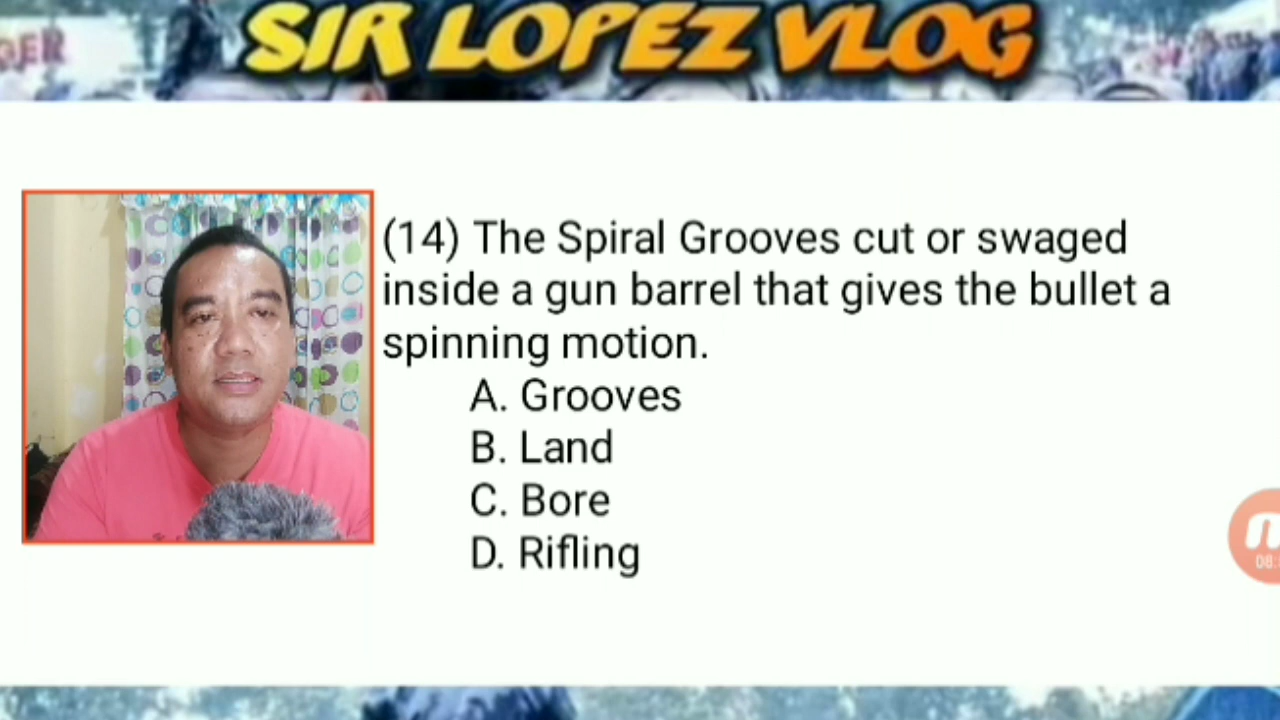 SIR LOPEZ VLOG
(14) The Spiral Grooves cut or swaged
inside a gun barrel that gives the bullet a
spinning motion.
A. Grooves
B. Land
C. Bore
D. Rifling